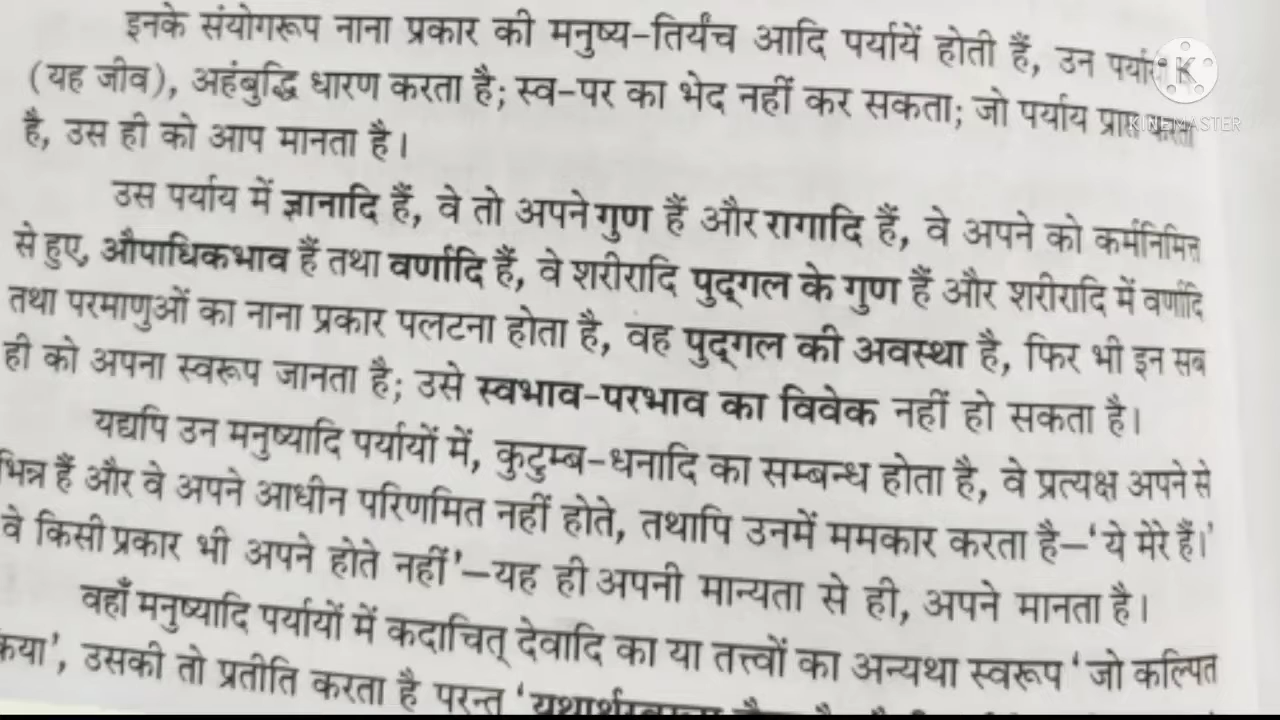 इनके संयोगरूप नाना प्रकार की मनुष्य-तिर्यंच आदि पर्यायें होती हैं, उन
(यह जीव), अहंबुद्धि धारण करता है; स्व-पर का भेद नहीं कर सकता; जो पर्याय प्राप्त करता
है, उस ही को आप मानता है।
उस पर्याय में ज्ञानादि हैं, वे तो अपने गुण हैं और रागादि हैं, वे अपने को कर्मनिमित्त
से हुए, औपाधिकभाव हैं तथा वर्णादि हैं, वे शरीरादि पुद्‌गल के गुण हैं और शरीरादि में वर्णादि
तथा परमाणुओं का नाना प्रकार पलटना होता है, वह पुद्‌गल की अवस्था है, फिर भी इन सब
ही को अपना स्वरूप जानता है; उसे स्वभाव-परभाव का विवेक नहीं हो सकता है।
यद्यपि उन मनुष्यादि पर्यायों में, कुटुम्ब-धनादि का सम्बन्ध होता है, वे प्रत्यक्ष अपने से
भिन्न हैं और वे अपने आधीन परिणमित नहीं होते, तथापि उनमें ममकार करता है–'ये मेरे हैं।'
वे किसी प्रकार भी अपने होते नहीं'–यह ही अपनी मान्यता से ही, अपने मानता है।
वहाँ मनुष्यादि पर्यायों में कदाचित् देवादि का या तत्त्वों का अन्यथा स्वरूप 'जो कल्पित
उसकी तो प्रतीति करता है परन्तु
K
KINEMASTER